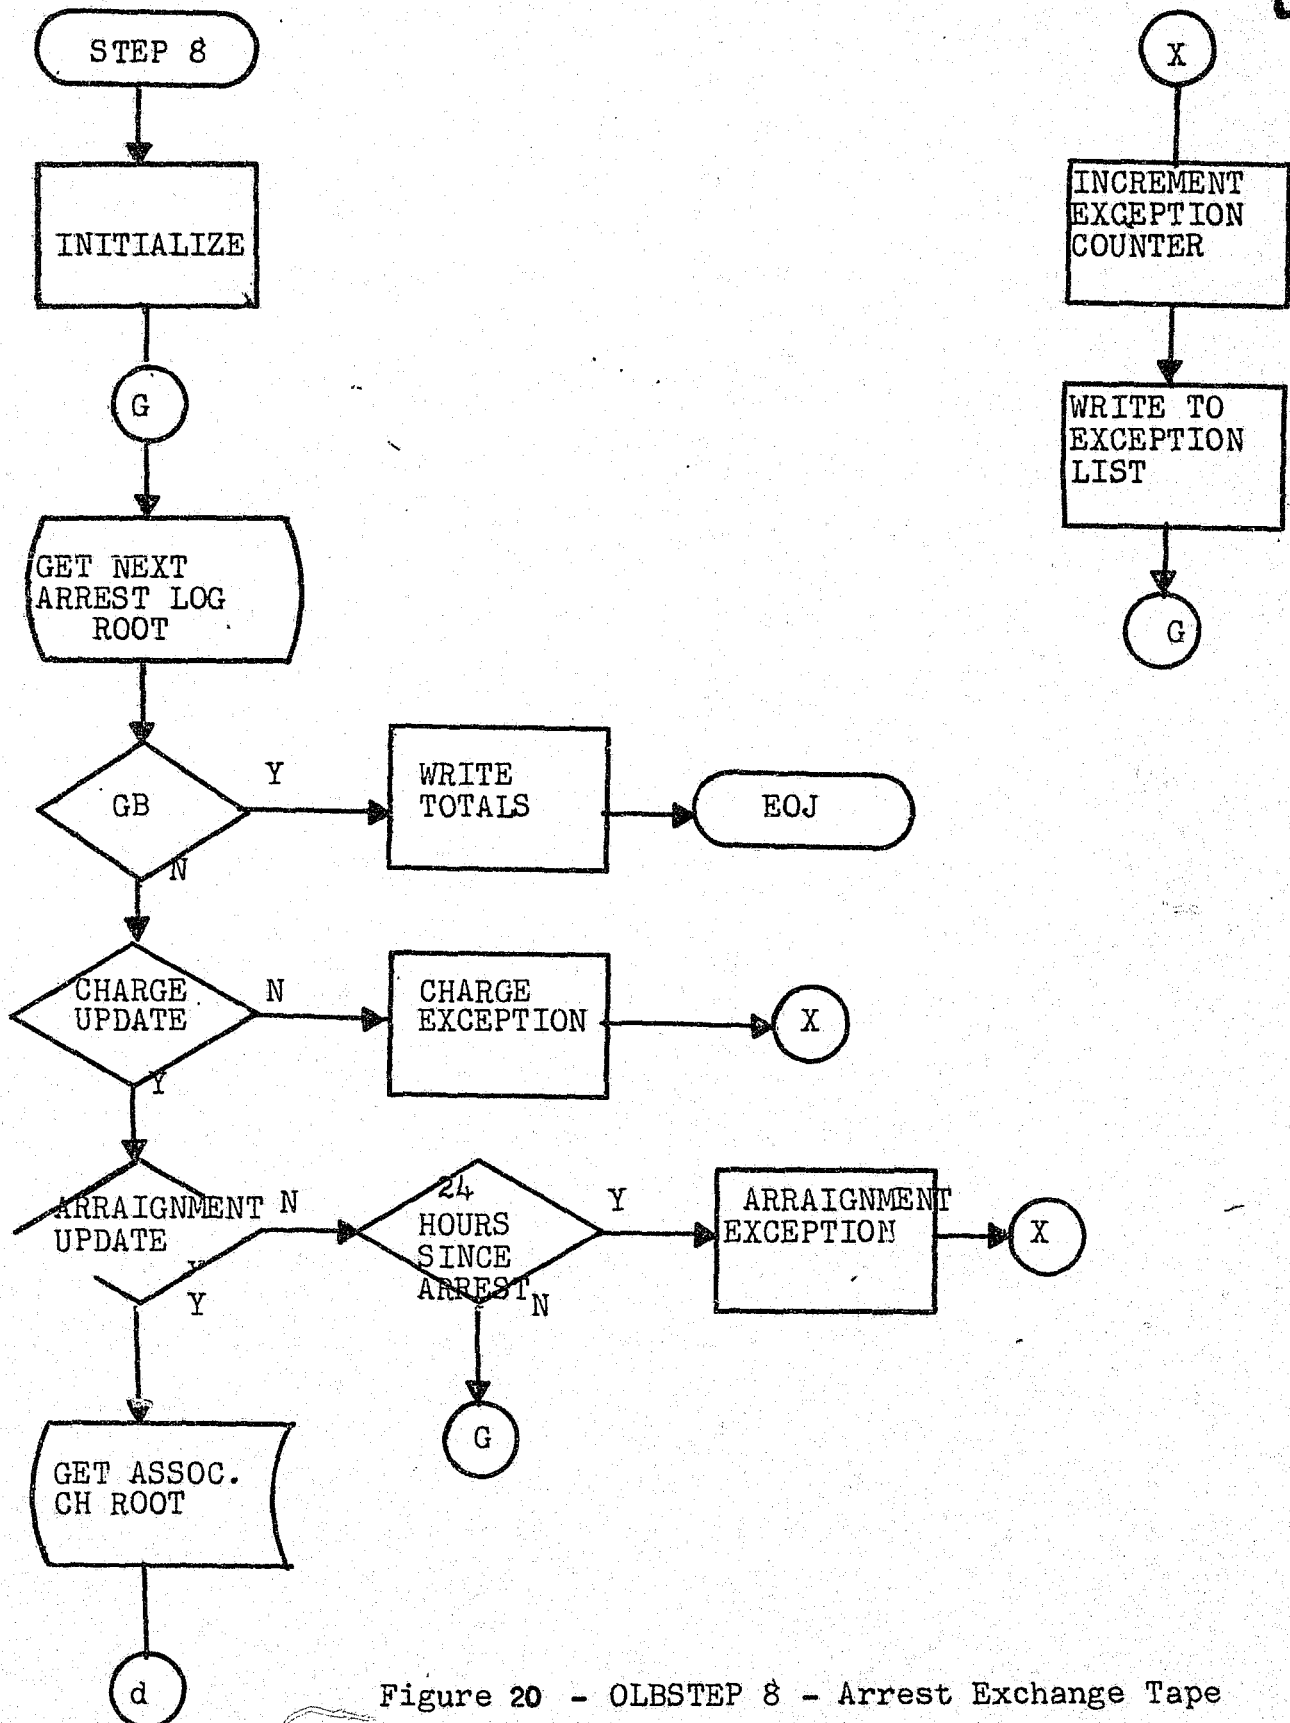 STEP 8
X
INITIALIZE
INCREMENT
EXCEPTION
COUNTER
G
WRITE TO
EXCEPTION
LIST
GET NEXT
ARREST LOG
ROOT
G
GB
Y
N
WRITE
TOTALS
EOJ
CHARGE
UPDATE
N
Y
CHARGE
EXCEPTION
X
ARRAIGNMENT
UPDATE
N
Y
Y
24
HOURS
SINCE
ARREST
Y
N
ARRAIGNMENT
EXCEPTION
X
G
GET ASSOC.
CH ROOT
d
Figure 20 - OLBSTEP 8 - Arrest Exchange Tape